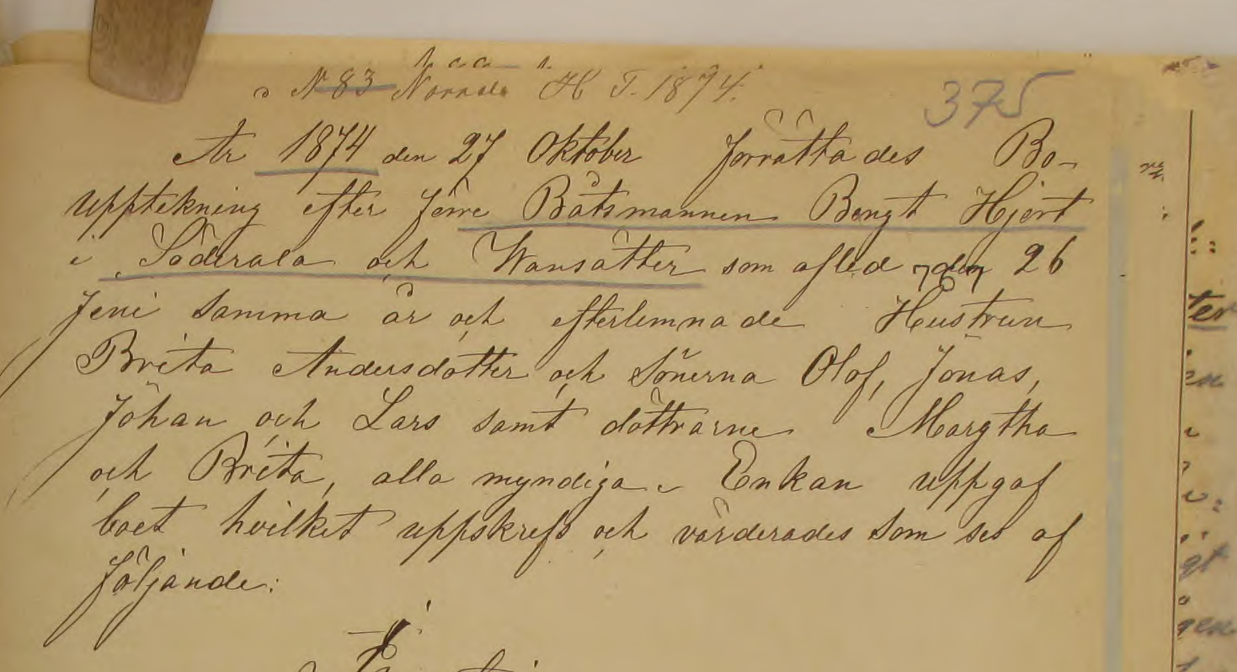 N 83 Norrala H T. 1874.
375
År 1874 den 27 Oktober förrättades Bo-
upptekning efter förre Båtsmannen Bengt Hjert
i Söderala och Wansätter som afled den 26
Juni samma år och efterlemnade Hustrun
Brita Andersdotter och Sönerna Olof, Jonas,
Johan och Lars samt döttrarne Margtha
och Brita, alla myndiga. Enkan uppgaf
boet hvilket uppskrefs och värderades som ses af
följande: